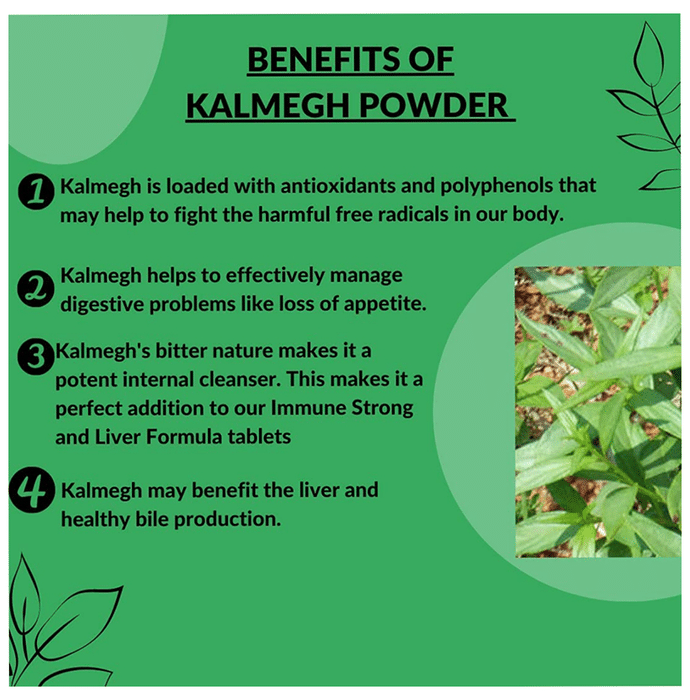 BENEFITS OF
KALMEGH POWDER
1 Kalmegh is loaded with antioxidants and polyphenols that
may help to fight the harmful free radicals in our body.
2 Kalmegh helps to effectively manage
digestive problems like loss of appetite.
3 Kalmegh's bitter nature makes it a
potent internal cleanser. This makes it a
perfect addition to our Immune Strong
and Liver Formula tablets
4 Kalmegh may benefit the liver and
healthy bile production.